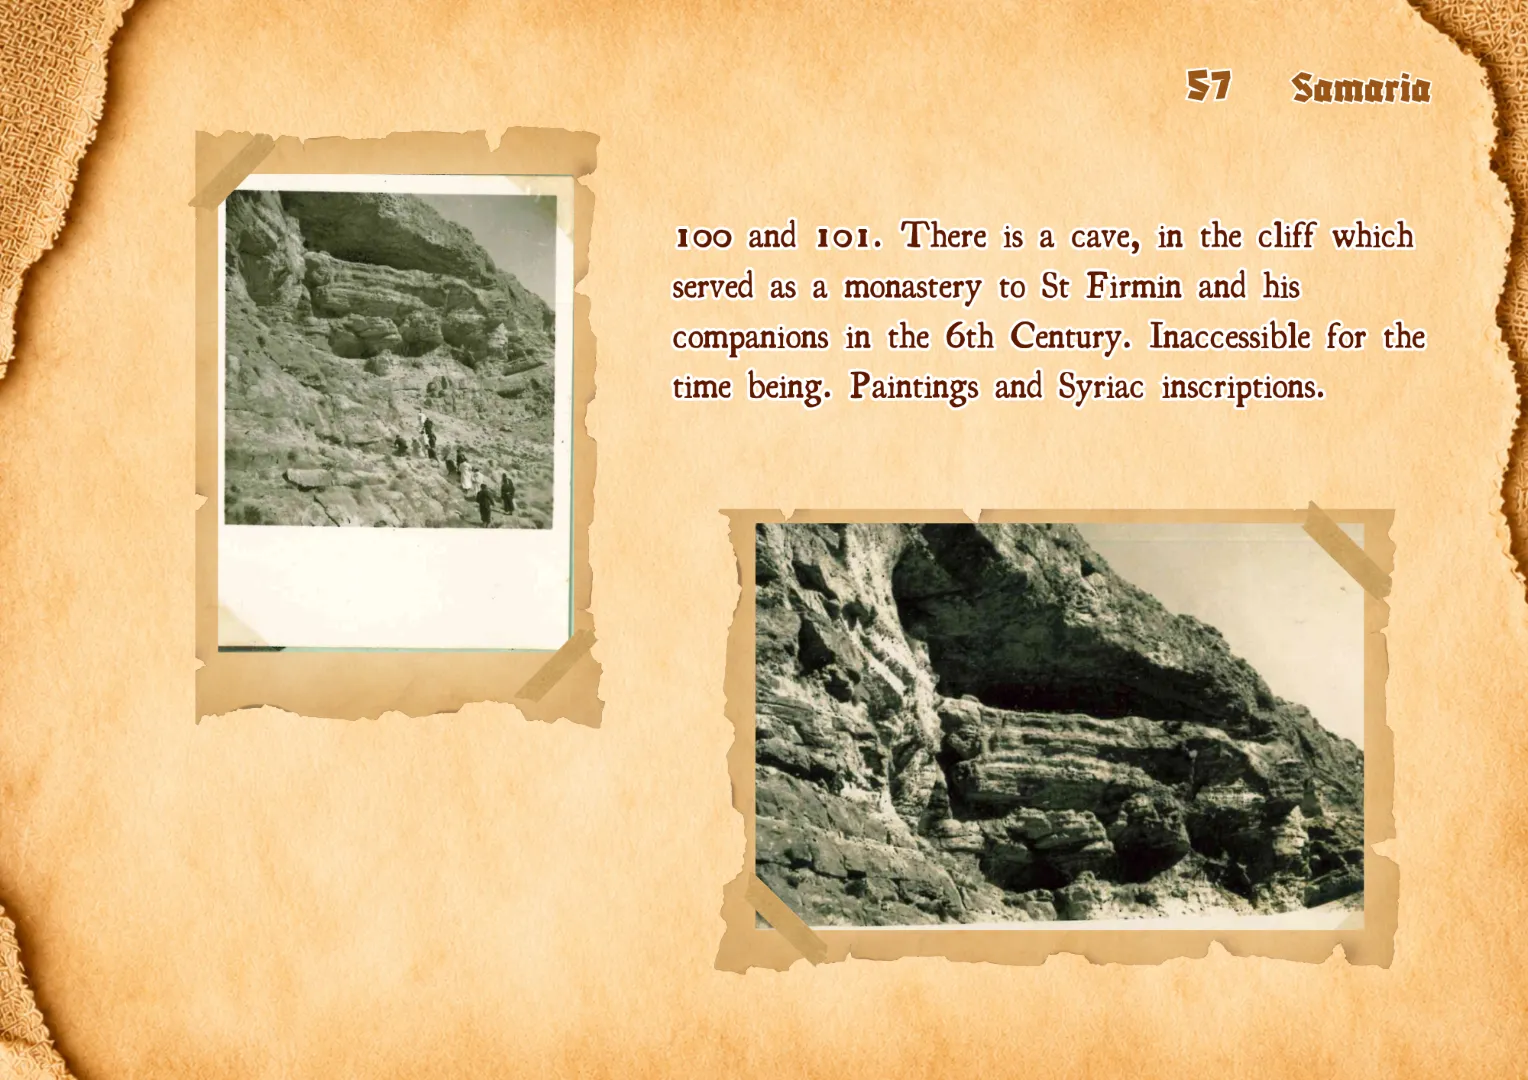 57 Samaria
100 and 101. There is a cave, in the cliff which
served as a monastery to St Firmin and his
companions in the 6th Century. Inaccessible for the
time being. Paintings and Syriac inscriptions.